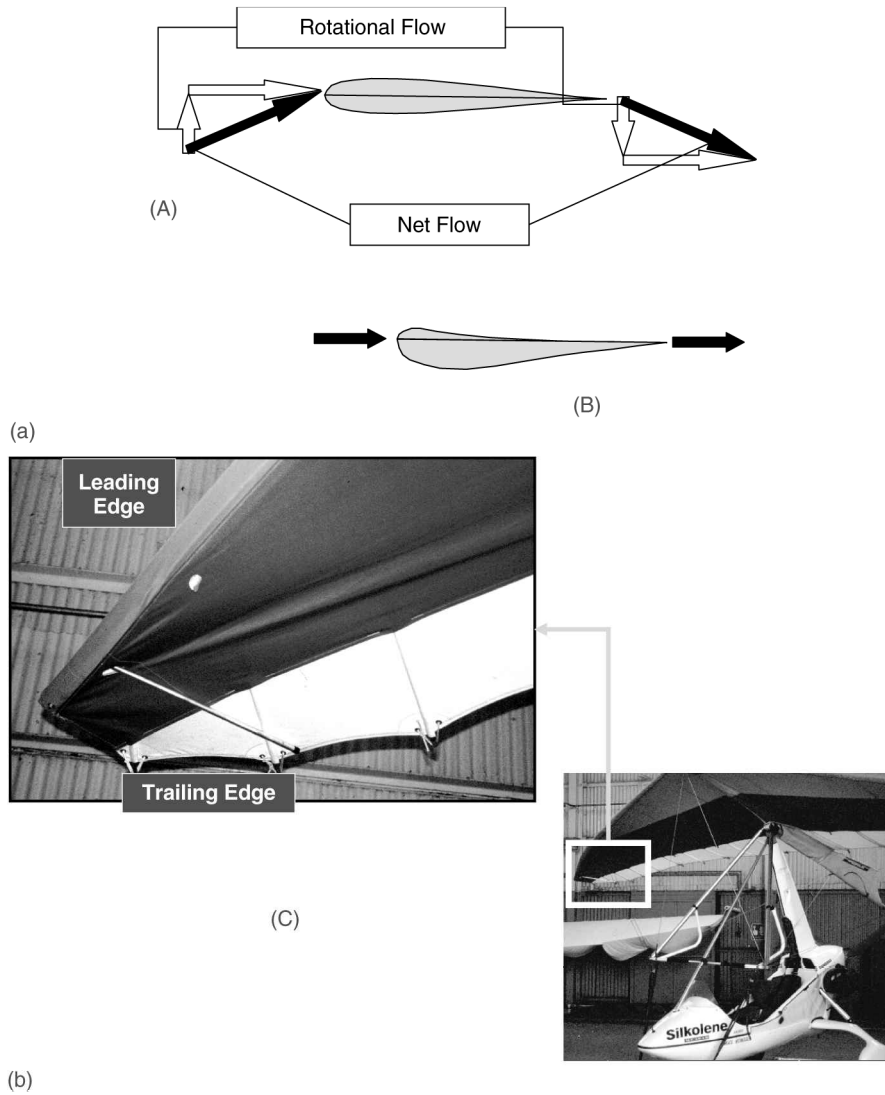 Rotational Flow
(A)
Net Flow
(B)
(a)
Leading
Edge
Trailing Edge
(C)
Silkolene
(b)